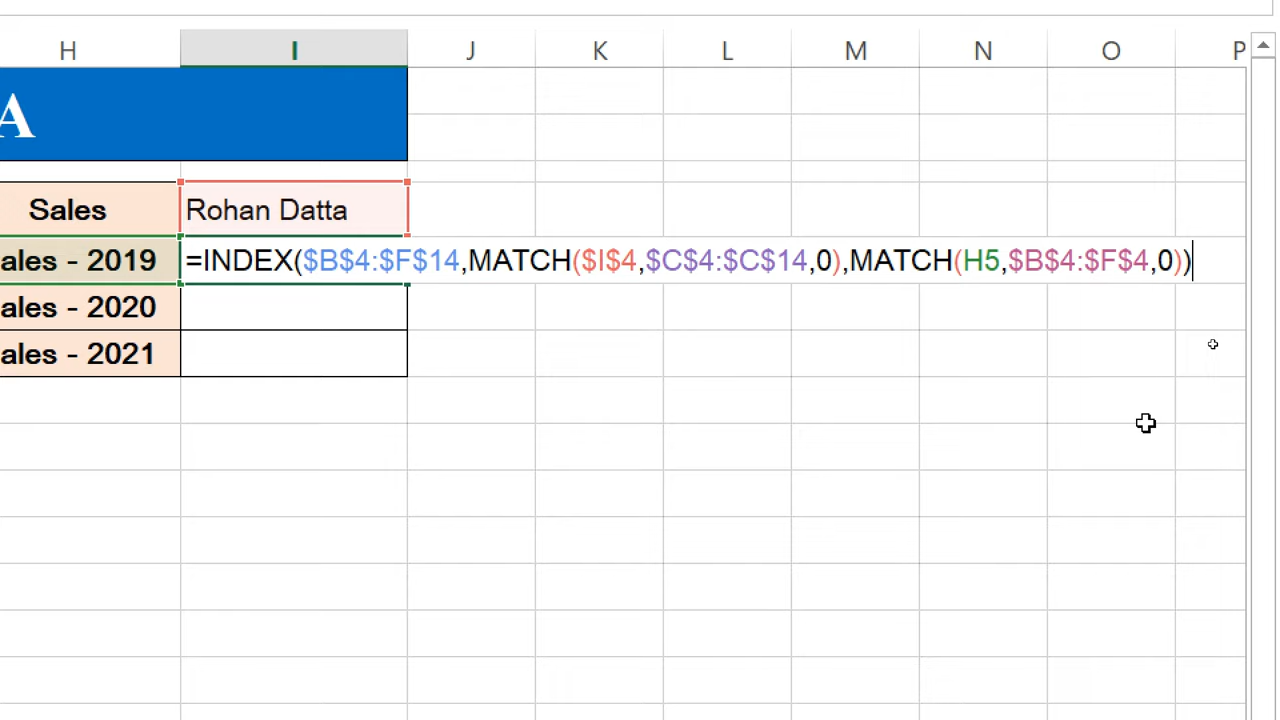 H I J K L M N O P
A
Sales Rohan Datta
ales - 2019 =INDEX($B$4:$F$14,MATCH($I$4,$C$4:$C$14,0),MATCH(H5,$B$4:$F$4,0))
ales - 2020
ales - 2021